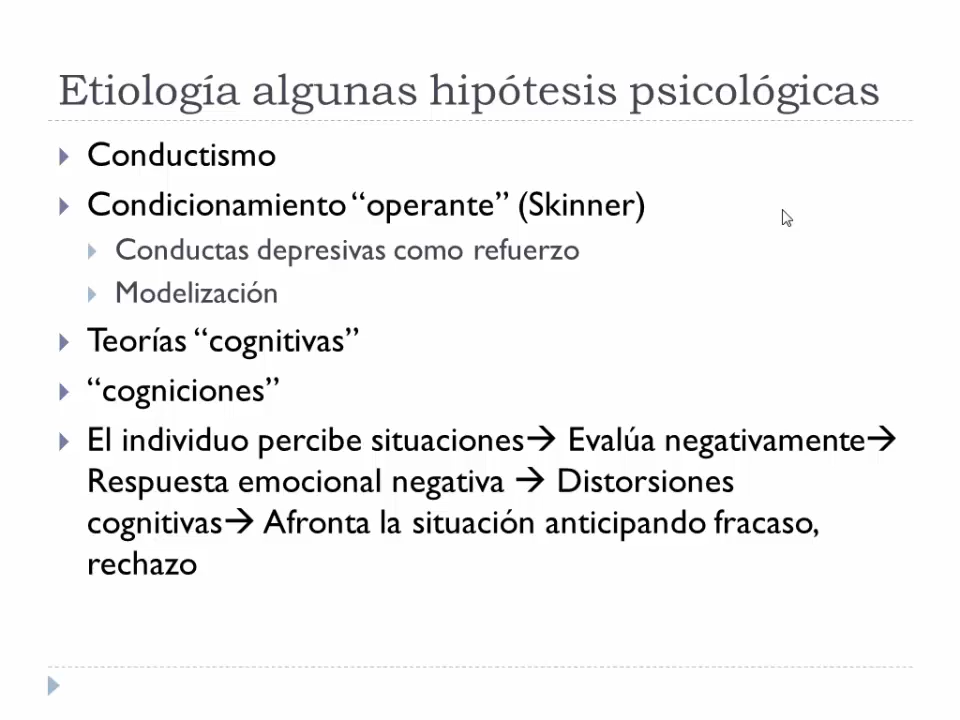 Etiología algunas hipótesis psicológicas
Conductismo
Condicionamiento “operante” (Skinner)
Conductas depresivas como refuerzo
Modelización
Teorías “cognitivas”
“cogniciones”
El individuo percibe situaciones→ Evalúa negativamente→
Respuesta emocional negativa → Distorsiones
cognitivas→ Afronta la situación anticipando fracaso,
rechazo